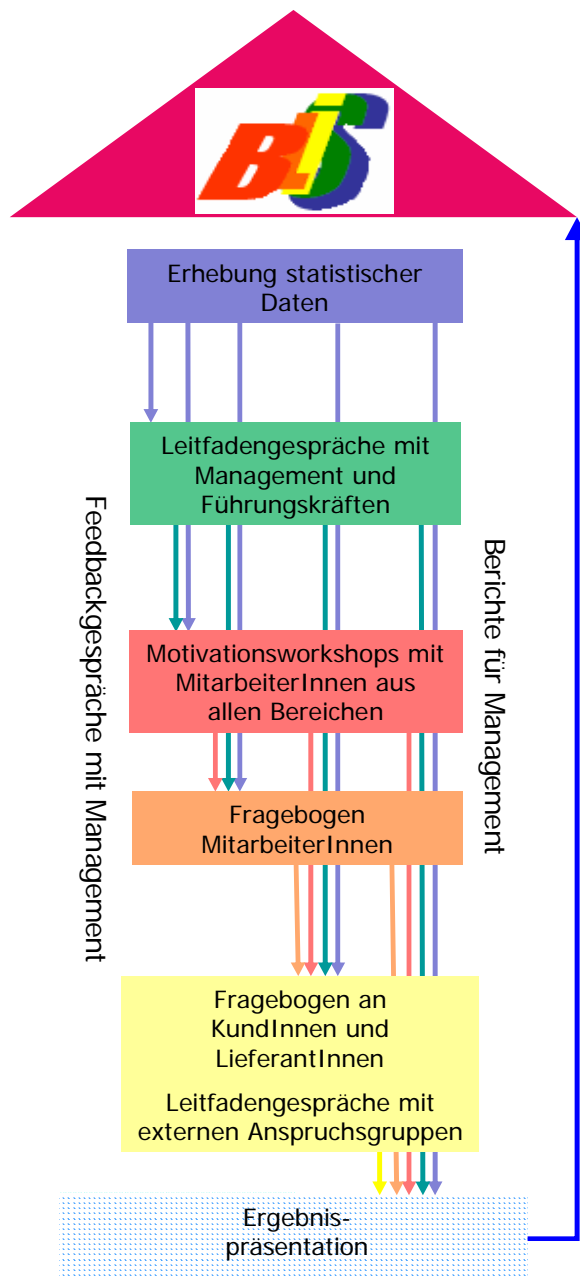 BLiS
Erhebung statistischer
Daten
Leitfadengespräche mit
Management und
Führungskräften
Feedbackgespräche mit Management
Berichte für Management
Motivationsworkshops mit
MitarbeiterInnen aus
allen Bereichen
Fragebogen
MitarbeiterInnen
Fragebogen an
KundInnen und
LieferantInnen
Leitfadengespräche mit
externen Anspruchsgruppen
Ergebnis-
präsentation